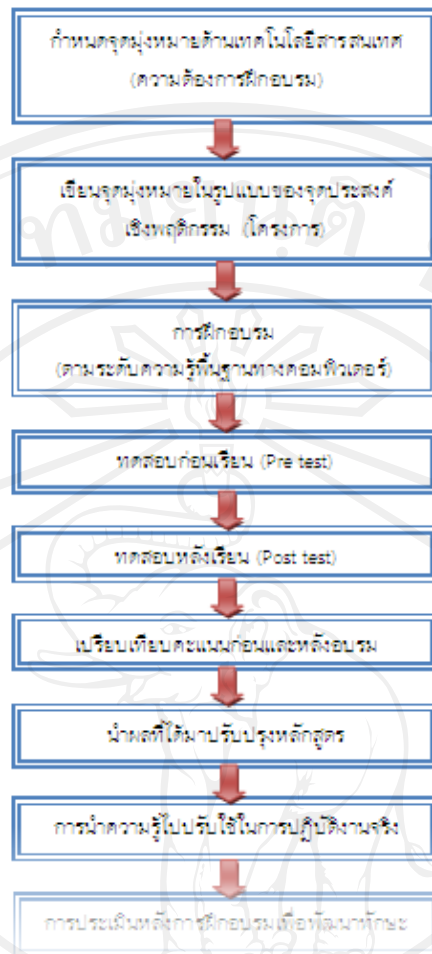 กำหนดจุดมุ่งหมายด้านเทคโนโลยีสารสนเทศ
(ความต้องการฝึกอบรม)
เขียนจุดมุ่งหมายในรูปแบบของจุดประสงค์
เชิงพฤติกรรม (โครงการ)
การฝึกอบรม
(ตามระดับความรู้พื้นฐานทางคอมพิวเตอร์)
ทดสอบก่อนเรียน (Pre test)
ทดสอบหลังเรียน (Post test)
เปรียบเทียบคะแนนก่อนและหลังอบรม
นำผลที่ได้มาปรับปรุงหลักสูตร
การนำความรู้ไปปรับใช้ในการปฏิบัติงานจริง
การประเมินหลังการฝึกอบรมเพื่อพัฒนาทักษะ